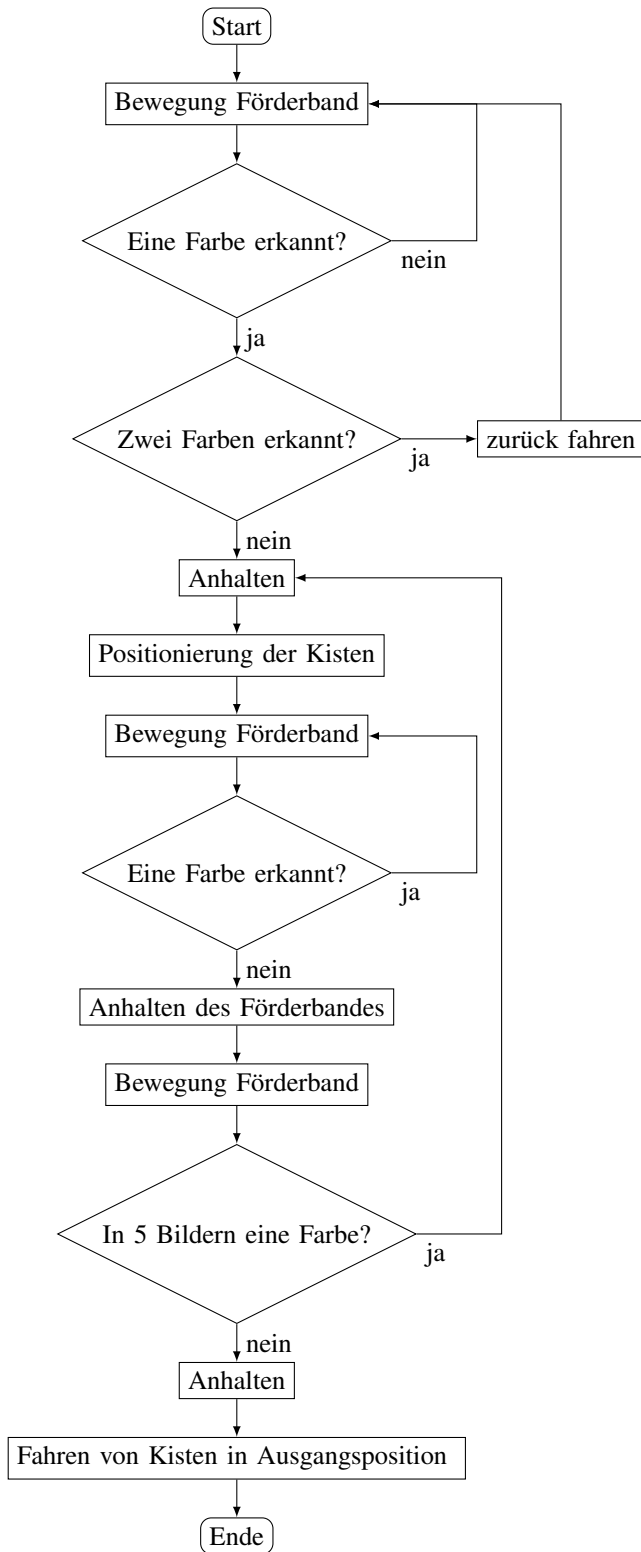 Start
Bewegung Förderband
Eine Farbe erkannt?
nein
ja
Zwei Farben erkannt?
ja
zurück fahren
nein
Anhalten
Positionierung der Kisten
Bewegung Förderband
Eine Farbe erkannt?
ja
nein
Anhalten des Förderbandes
Bewegung Förderband
In 5 Bildern eine Farbe?
ja
nein
Anhalten
Fahren von Kisten in Ausgangsposition
Ende